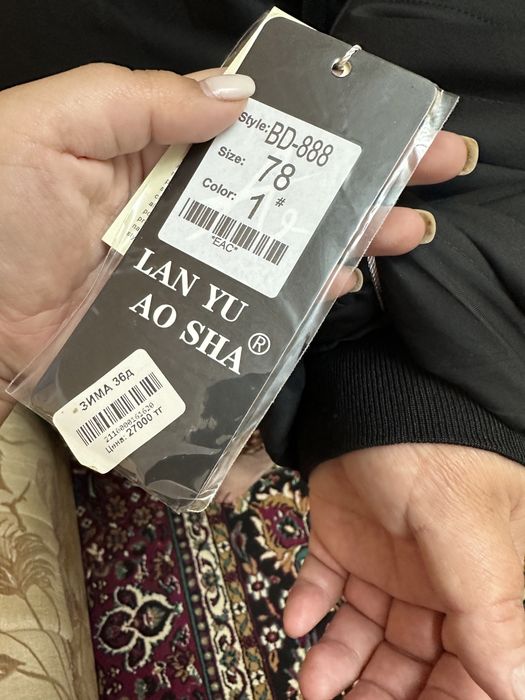 Style: BD-888
Size: 78
Color: 1#
"EAC"
LAN YU
AO SHA ®
ЗИМА 36д
Цена: 27000 тг